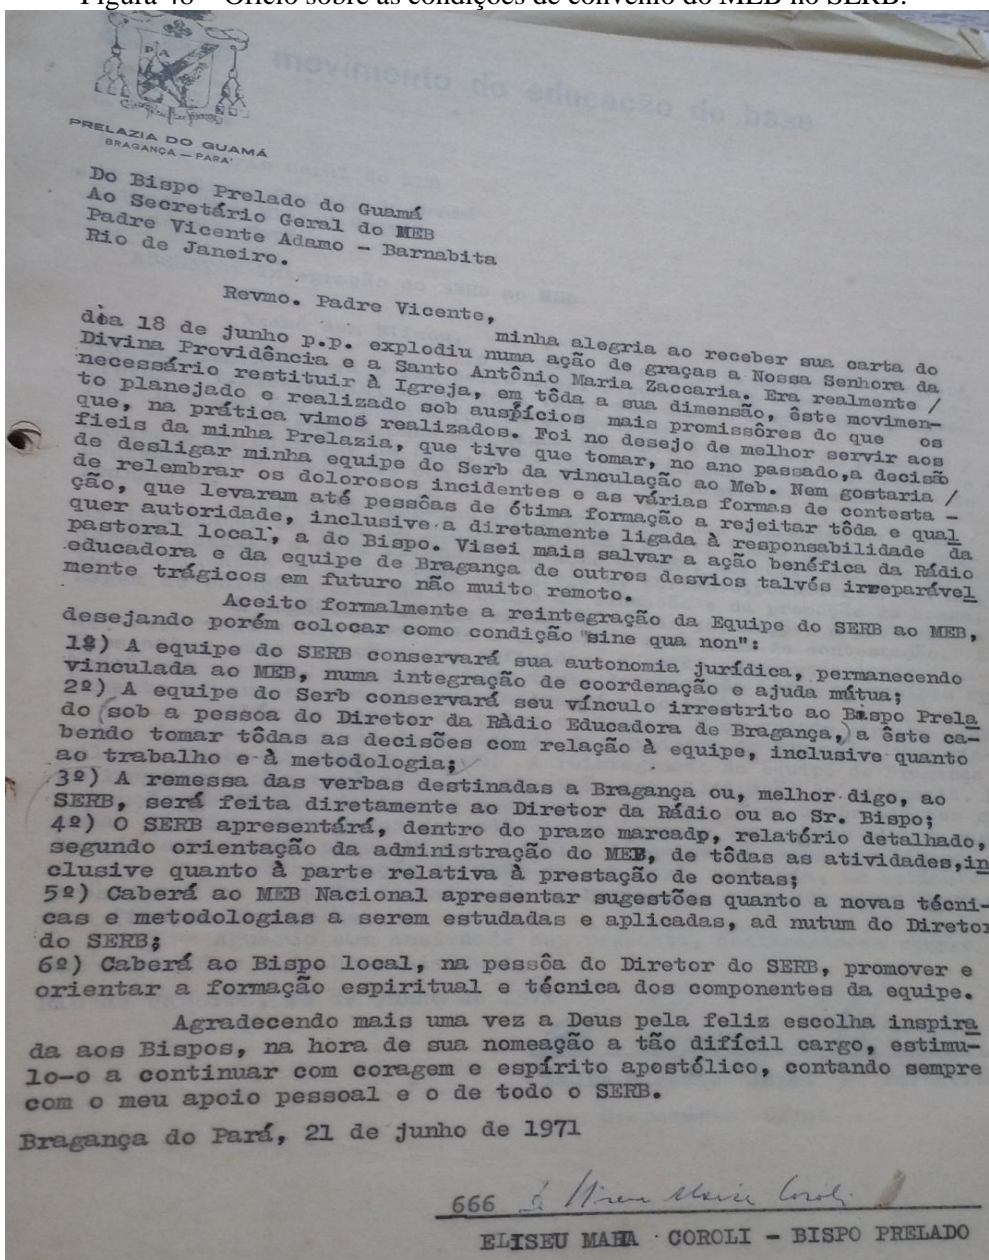 Figura 48 – Ofício sobre as condições de convênio do MEB no SERB.
movimento de educação de base
PRELAZIA DO GUAMÁ
BRAGANÇA — PARÁ
Do Bispo Prelado do Guamá
Ao Secretário Geral do MEB
Padre Vicente Adamo - Barnabita
Rio de Janeiro.
Revmo. Padre Vicente,
minha alegria ao receber sua carta do
dia 18 de junho p.p. explodiu numa ação de graças a Nossa Senhora da
Divina Providência e a Santo Antônio Maria Zaccaria. Era realmente /
necessário restituir à Igreja, em tôda a sua dimensão, êste movimen-
to planejado e realizado sob auspícios mais promissôres do que os
que, na prática vimos realizados. Foi no desejo de melhor servir aos
fieis da minha Prelazia, que tive que tomar, no ano passado,a decisão
de desligar minha equipe do Serb da vinculação ao Meb. Nem gostaria /
de relembrar os dolorosos incidentes e as várias formas de contesta -
ção, que levaram até pessôas de ótima formação a rejeitar tôda e qual
quer autoridade, inclusive a diretamente ligada à responsabilidade da
pastoral local, a do Bispo. Visei mais salvar a ação benéfica da Rádio
educadora e da equipe de Bragança de outros desvios talvés irreparável
mente trágicos em futuro não muito remoto.
Aceito formalmente a reintegração da Equipe do SERB ao MEB,
desejando porém colocar como condição "sine qua non":
1º) A equipe do SERB conservará sua autonomia jurídica, permanecendo
vinculada ao MEB, numa integração de coordenação e ajuda mútua;
2º) A equipe do Serb conservará seu vínculo irrestrito ao Bispo Prela
do (sob a pessoa do Diretor da Ràdio Educadora de Bragança,) a êste ca-
bendo tomar tôdas as decisões com relação à equipe, inclusive quanto
ao trabalho e à metodologia;
3º) A remessa das verbas destinadas a Bragança ou, melhor digo, ao
SERB, será feita diretamente ao Diretor da Rádio ou ao Sr. Bispo;
4º) O SERB apresentárá, dentro do prazo marcadp, relatório detalhado,
segundo orientação da administração do MEB, de tôdas as atividades,in
clusive quanto à parte relativa à prestação de contas;
5º) Caberá ao MEB Nacional apresentar sugestões quanto a novas técni-
cas e metodologias a serem estudadas e aplicadas, ad nutum do Diretor
do SERB;
6º) Caberá ao Bispo local, na pessôa do Diretor do SERB, promover e
orientar a formação espiritual e técnica dos componentes da equipe.
Agradecendo mais uma vez a Deus pela feliz escolha inspira
da aos Bispos, na hora de sua nomeação a tão difícil cargo, estimu-
lo-o a continuar com coragem e espírito apostólico, contando sempre
com o meu apoio pessoal e o de todo o SERB.
Bragança do Pará, 21 de junho de 1971
666
ELISEU MARIA COROLI - BISPO PRELADO